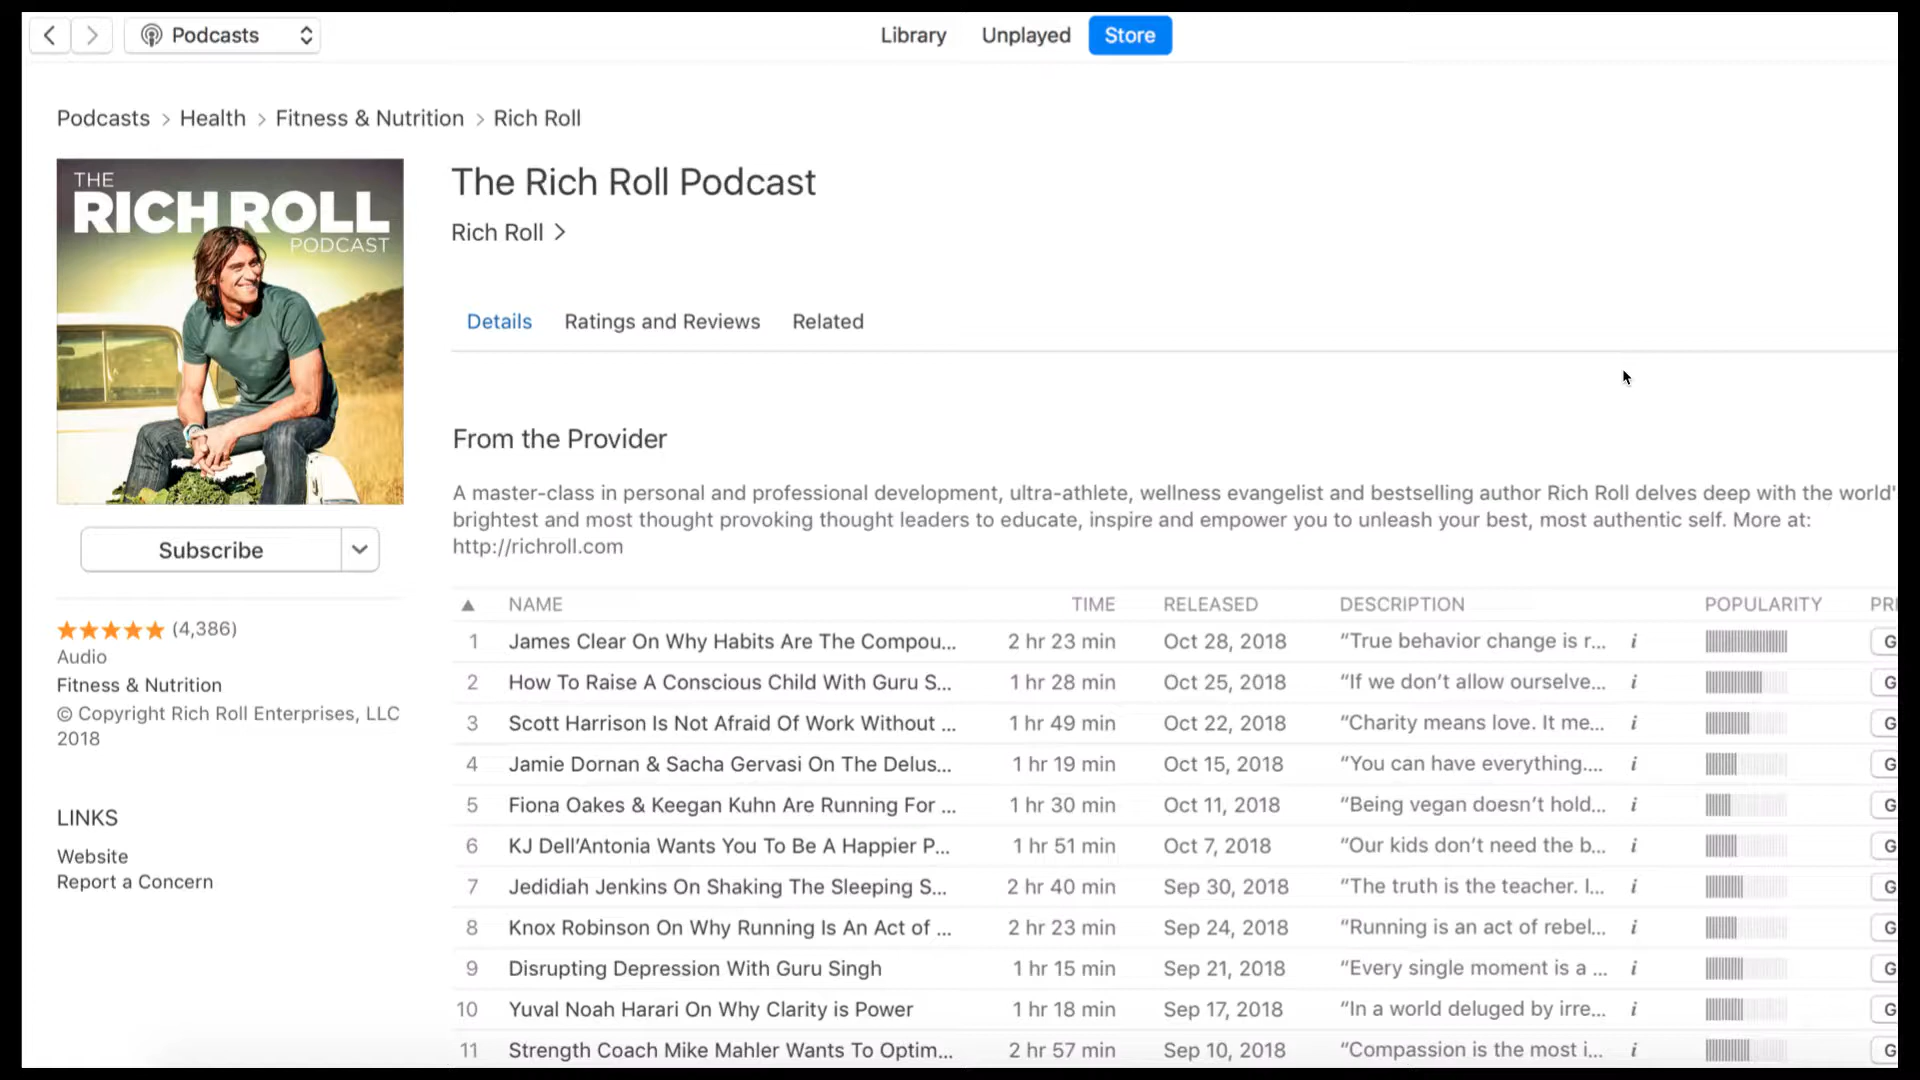 Podcasts
Library
Unplayed
Store
Podcasts > Health > Fitness & Nutrition > Rich Roll
THE
RICH ROLL
PODCAST
The Rich Roll Podcast
Rich Roll >
Details
Ratings and Reviews
Related
From the Provider
A master-class in personal and professional development, ultra-athlete, wellness evangelist and bestselling author Rich Roll delves deep with the world'
brightest and most thought provoking thought leaders to educate, inspire and empower you to unleash your best, most authentic self. More at:
http://richroll.com
Subscribe
(4,386)
Audio
Fitness & Nutrition
© Copyright Rich Roll Enterprises, LLC
2018
LINKS
Website
Report a Concern
▲ NAME TIME RELEASED DESCRIPTION POPULARITY PRI
1 James Clear On Why Habits Are The Compou... 2 hr 23 min Oct 28, 2018 “True behavior change is r... i G
2 How To Raise A Conscious Child With Guru S... 1 hr 28 min Oct 25, 2018 “If we don’t allow ourselve... i G
3 Scott Harrison Is Not Afraid Of Work Without ... 1 hr 49 min Oct 22, 2018 “Charity means love. It me... i G
4 Jamie Dornan & Sacha Gervasi On The Delus... 1 hr 19 min Oct 15, 2018 “You can have everything.... i G
5 Fiona Oakes & Keegan Kuhn Are Running For ... 1 hr 30 min Oct 11, 2018 “Being vegan doesn’t hold... i G
6 KJ Dell’Antonia Wants You To Be A Happier P... 1 hr 51 min Oct 7, 2018 “Our kids don’t need the b... i G
7 Jedidiah Jenkins On Shaking The Sleeping S... 2 hr 40 min Sep 30, 2018 “The truth is the teacher. I... i G
8 Knox Robinson On Why Running Is An Act of ... 2 hr 23 min Sep 24, 2018 “Running is an act of rebel... i G
9 Disrupting Depression With Guru Singh 1 hr 15 min Sep 21, 2018 “Every single moment is a ... i G
10 Yuval Noah Harari On Why Clarity is Power 1 hr 18 min Sep 17, 2018 “In a world deluged by irre... i G
11 Strength Coach Mike Mahler Wants To Optim... 2 hr 57 min Sep 10, 2018 “Compassion is the most i... i G